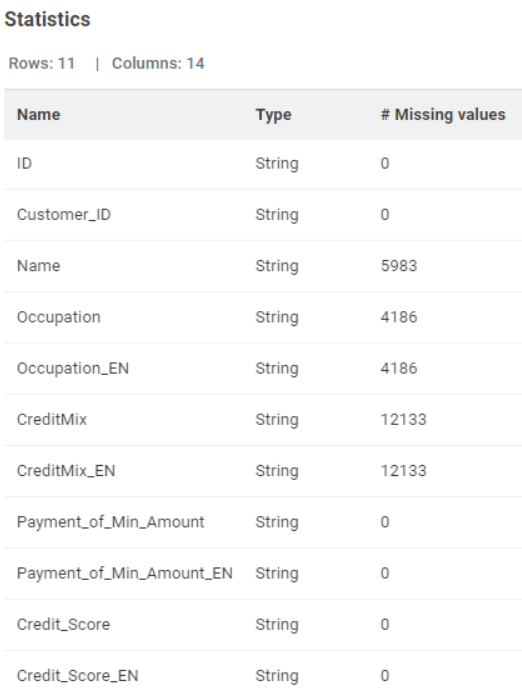 Statistics
Rows: 11 | Columns: 14
Name Type # Missing values
ID String 0
Customer_ID String 0
Name String 5983
Occupation String 4186
Occupation_EN String 4186
CreditMix String 12133
CreditMix_EN String 12133
Payment_of_Min_Amount String 0
Payment_of_Min_Amount_EN String 0
Credit_Score String 0
Credit_Score_EN String 0